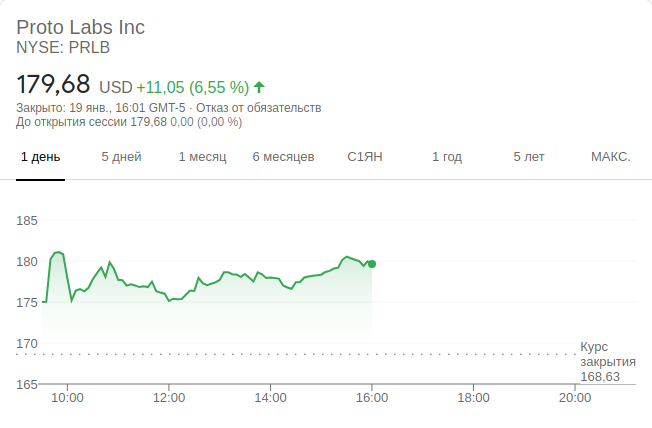 Proto Labs Inc
NYSE: PRLB
179,68 USD +11,05 (6,55 %)
Закрыто: 19 янв., 16:01 GMT-5 · Отказ от обязательств
До открытия сессии 179,68 0,00 (0,00 %)
1 день 5 дней 1 месяц 6 месяцев С1ЯН 1 год 5 лет МАКС.
185
180
175
170
Курс
закрытия
168,63
165
10:00 12:00 14:00 16:00 18:00 20:00